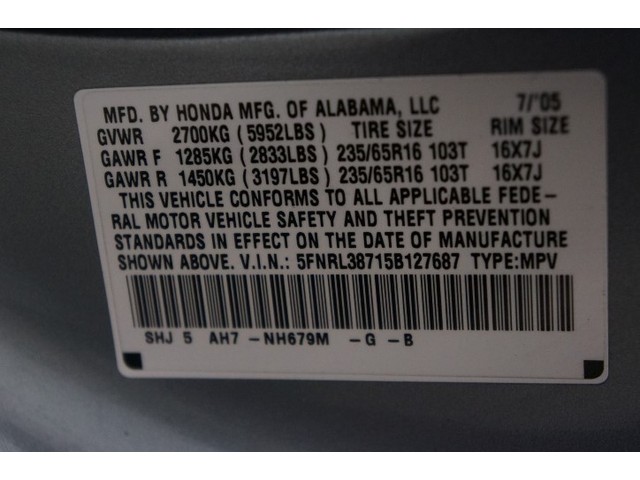 MFD. BY HONDA MFG. OF ALABAMA, LLC 7/'05
GVWR 2700KG (5952LBS) TIRE SIZE RIM SIZE
GAWR F 1285KG (2833LBS) 235/65R16 103T 16X7J
GAWR R 1450KG (3197LBS) 235/65R16 103T 16X7J
THIS VEHICLE CONFORMS TO ALL APPLICABLE FEDE-
RAL MOTOR VEHICLE SAFETY AND THEFT PREVENTION
STANDARDS IN EFFECT ON THE DATE OF MANUFACTURE
SHOWN ABOVE. V.I.N.: 5FNRL38715B127687 TYPE:MPV
SHJ 5 AH7 -NH679M -G -B